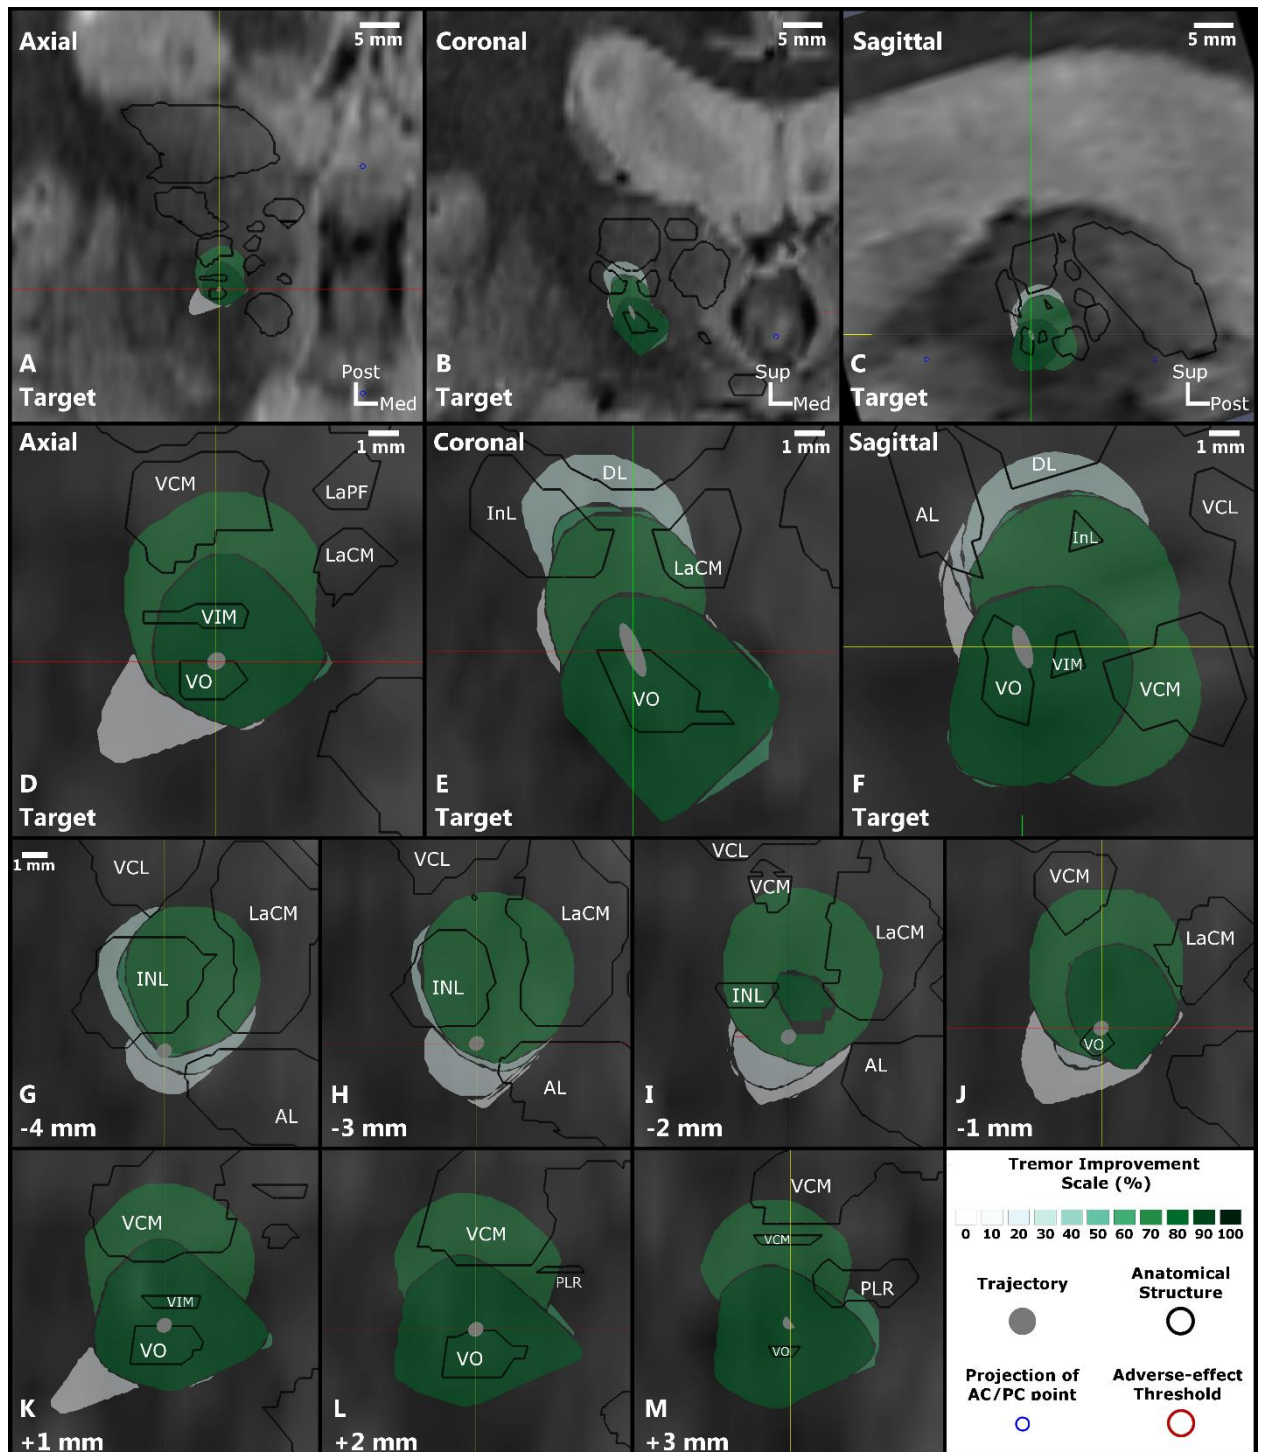 Axial
5 mm
A
Target
Post
Med
Coronal
5 mm
B
Target
Sup
Med
Sagittal
5 mm
C
Target
Sup
Post
Axial
1 mm
VCM
LaPF
LaCM
VIM
VO
D
Target
Coronal
1 mm
DL
InL
LaCM
VO
E
Target
Sagittal
1 mm
DL
AL
VCL
InL
VIM
VO
VCM
F
Target
1 mm
VCL
LaCM
INL
AL
G
-4 mm
VCL
LaCM
INL
AL
H
-3 mm
VCL
VCM
LaCM
INL
AL
I
-2 mm
VCM
LaCM
VO
J
-1 mm
VCM
VIM
VO
K
+1 mm
VCM
PLR
VO
L
+2 mm
VCM
VCM
PLR
VO
M
+3 mm
Tremor Improvement
Scale (%)
0 10 20 30 40 50 60 70 80 90 100
Trajectory
Anatomical
Structure
Projection of
AC/PC point
Adverse-effect
Threshold